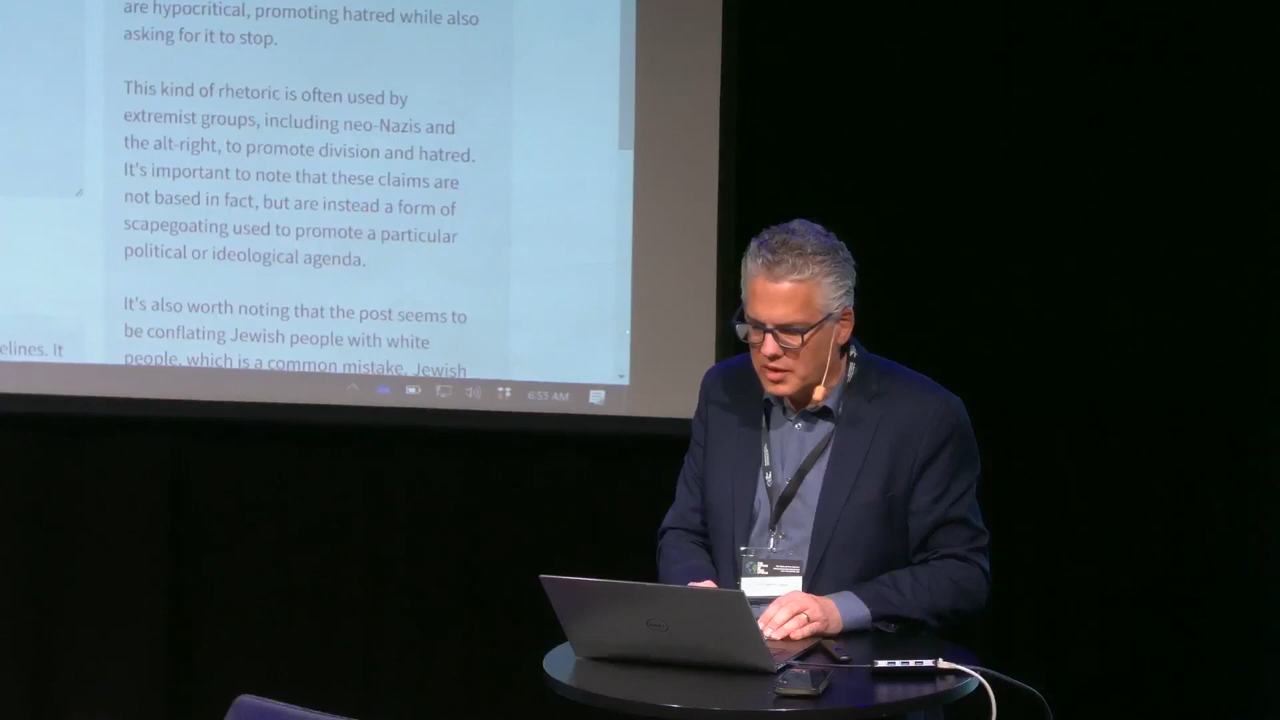 are hypocritical, promoting hatred while also
asking for it to stop.
This kind of rhetoric is often used by
extremist groups, including neo-Nazis and
the alt-right, to promote division and hatred.
It's important to note that these claims are
not based in fact, but are instead a form of
scapegoating used to promote a particular
political or ideological agenda.
It's also worth noting that the post seems to
be conflating Jewish people with white
people, which is a common mistake. Jewish
elines. It
6:55 AM
DELL